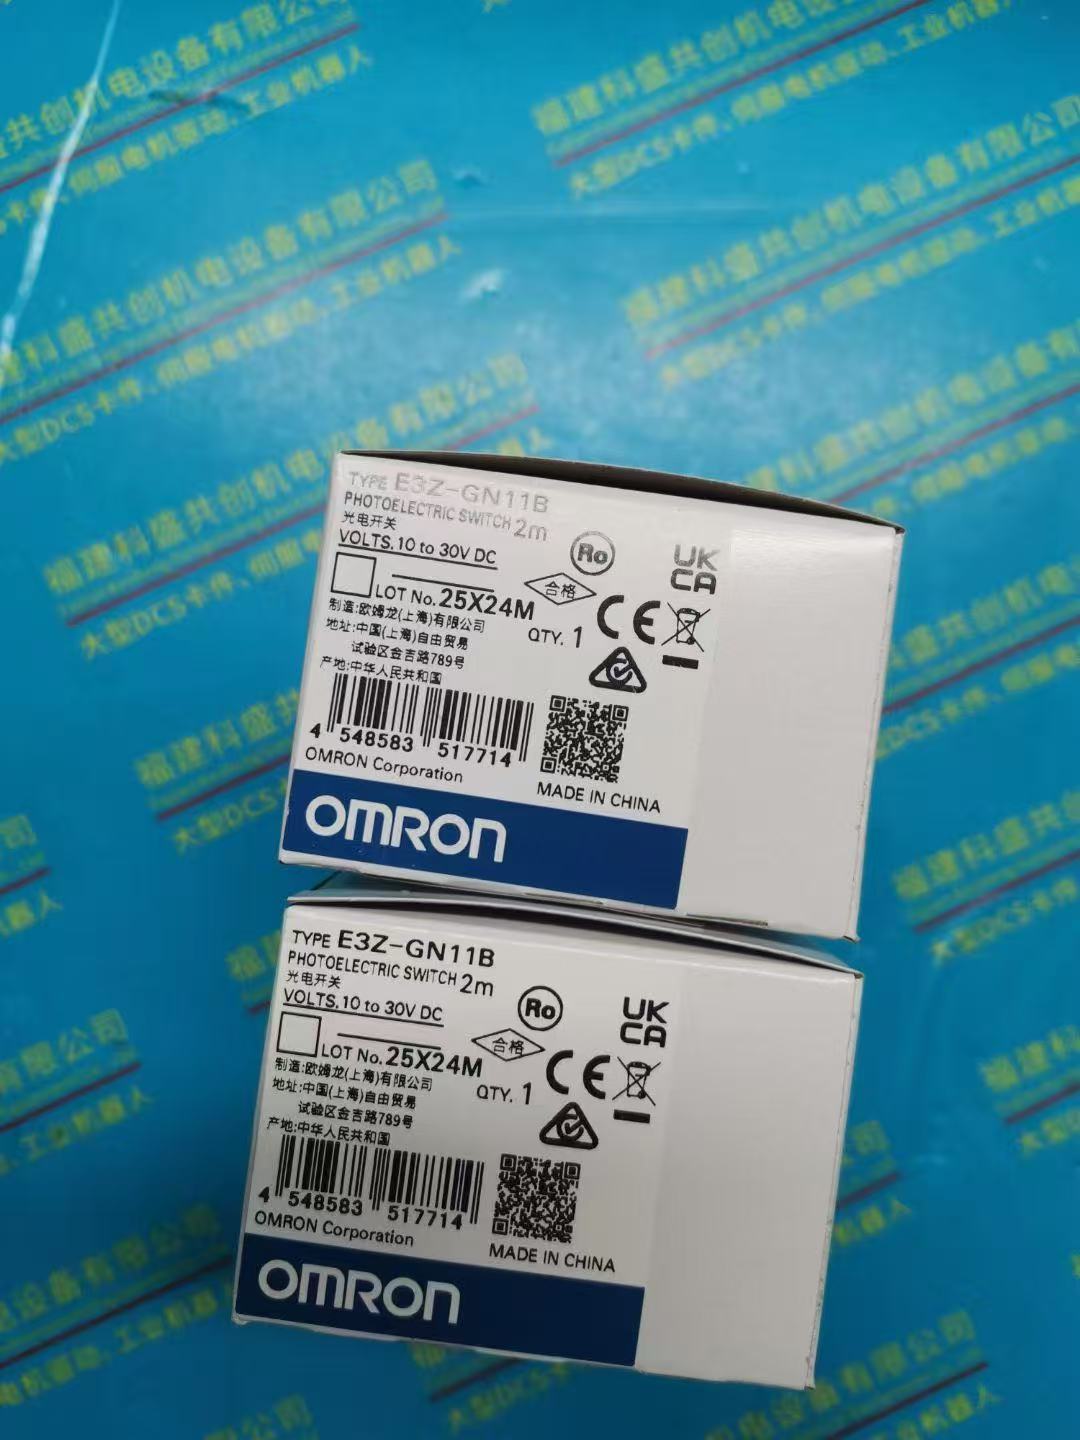 福建科盛共创机电设备有限公司
大型DCS卡件、伺服电机驱动、工业机器人
TYPE E3Z-GN11B
PHOTOELECTRIC SWITCH 2m
光电开关
VOLTS. 10 to 30V DC
Ro
UK
CA
合格
LOT No. 25X24M
CE
制造:欧姆龙(上海)有限公司
QTY. 1
地址:中国(上海)自由贸易
试验区金吉路789号
产地:中华人民共和国
4 548583 517714
OMRON Corporation
MADE IN CHINA
OMRON
TYPE E3Z-GN11B
PHOTOELECTRIC SWITCH 2m
光电开关
VOLTS. 10 to 30V DC
Ro
UK
CA
合格
LOT No. 25X24M
CE
制造:欧姆龙(上海)有限公司
QTY. 1
地址:中国(上海)自由贸易
试验区金吉路789号
产地:中华人民共和国
4 548583 517714
OMRON Corporation
MADE IN CHINA
OMRON